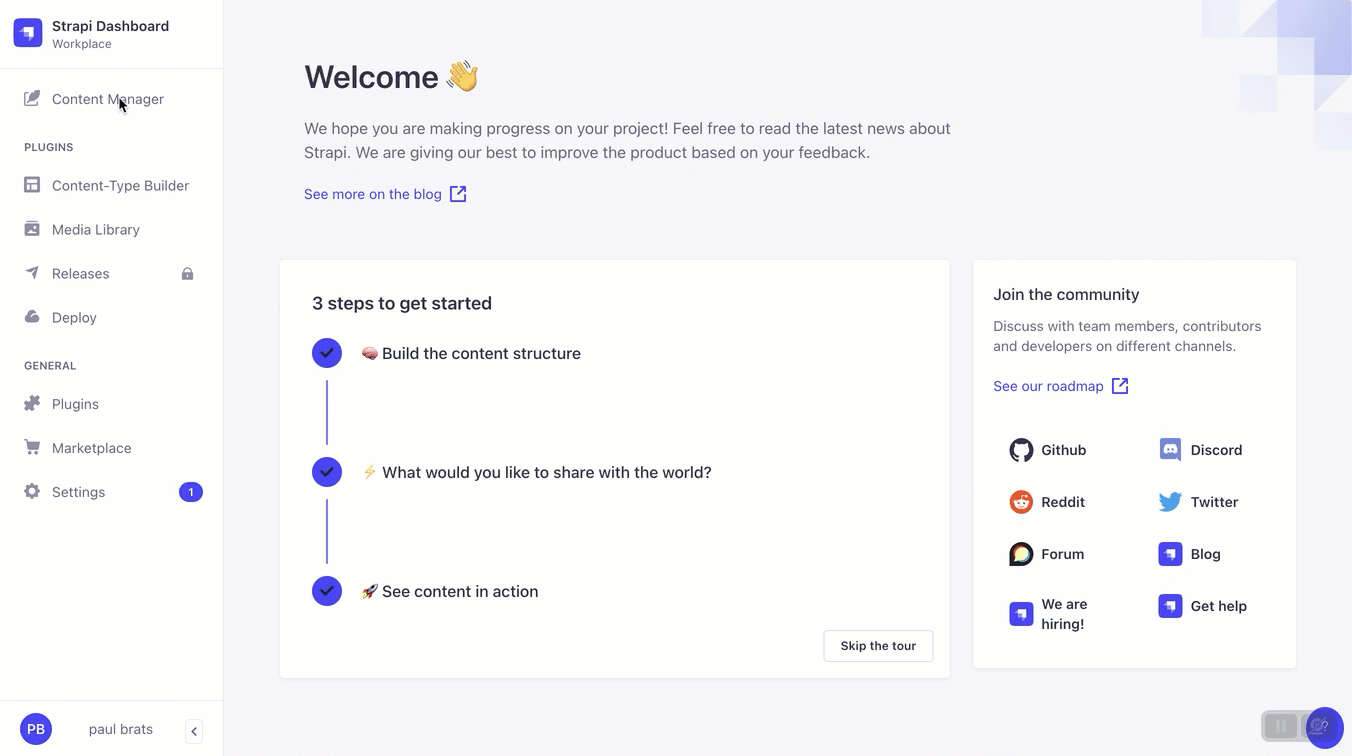 Strapi Dashboard
Workplace
Content Manager
PLUGINS
Content-Type Builder
Media Library
Releases
Deploy
GENERAL
Plugins
Marketplace
Settings
1
PB
paul brats
Welcome 👋
We hope you are making progress on your project! Feel free to read the latest news about
Strapi. We are giving our best to improve the product based on your feedback.
See more on the blog
3 steps to get started
🧠 Build the content structure
⚡ What would you like to share with the world?
🚀 See content in action
Skip the tour
Join the community
Discuss with team members, contributors
and developers on different channels.
See our roadmap
Github
Discord
Reddit
Twitter
Forum
Blog
We are
hiring!
Get help
?